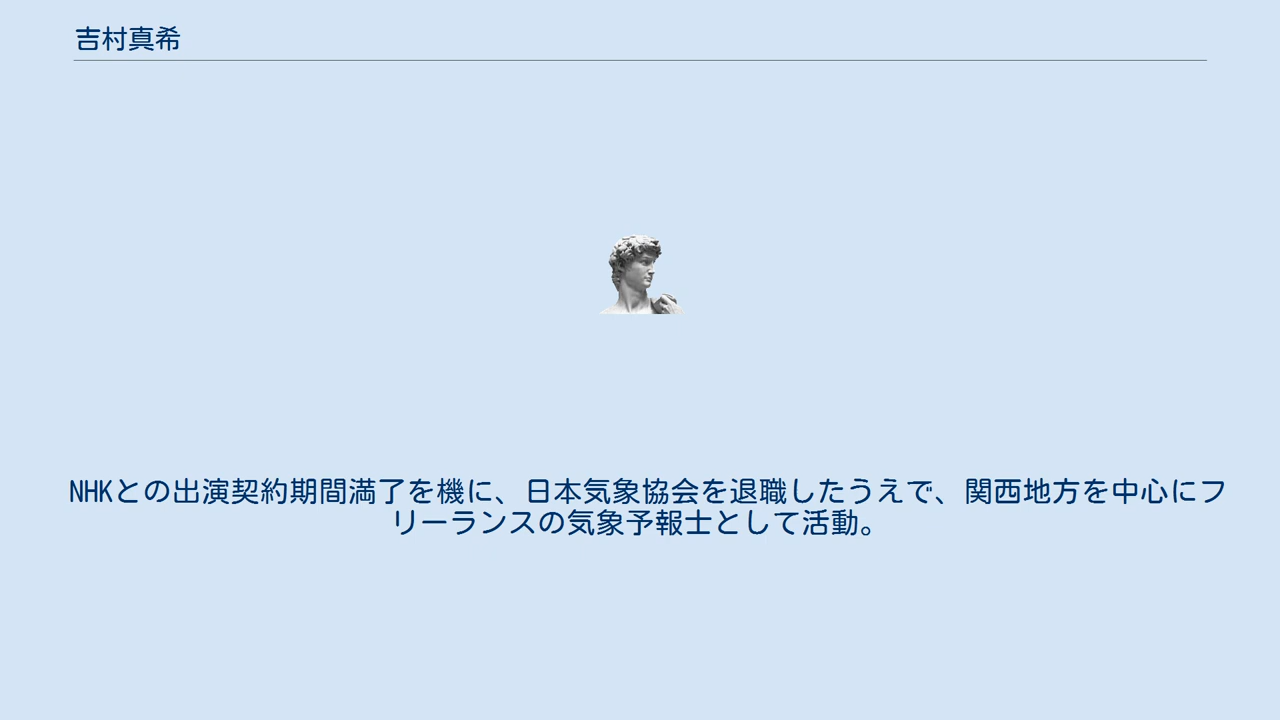 吉村真希
NHKとの出演契約期間満了を機に、日本気象協会を退職したうえで、関西地方を中心にフ
リーランスの気象予報士として活動。